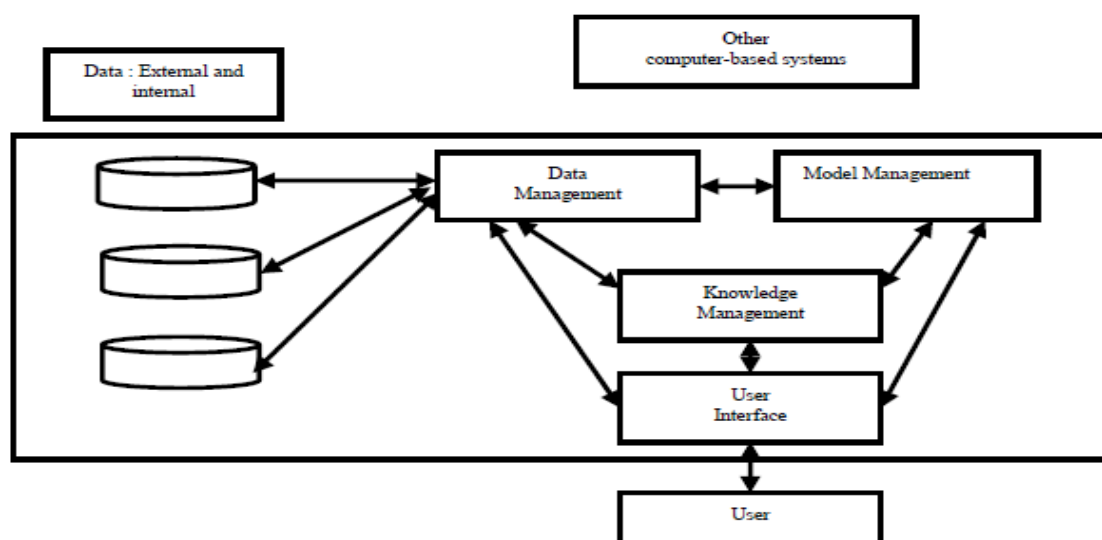 Other
computer-based systems
Data : External and
internal
Data
Management
Model Management
Knowledge
Management
User
Interface
User